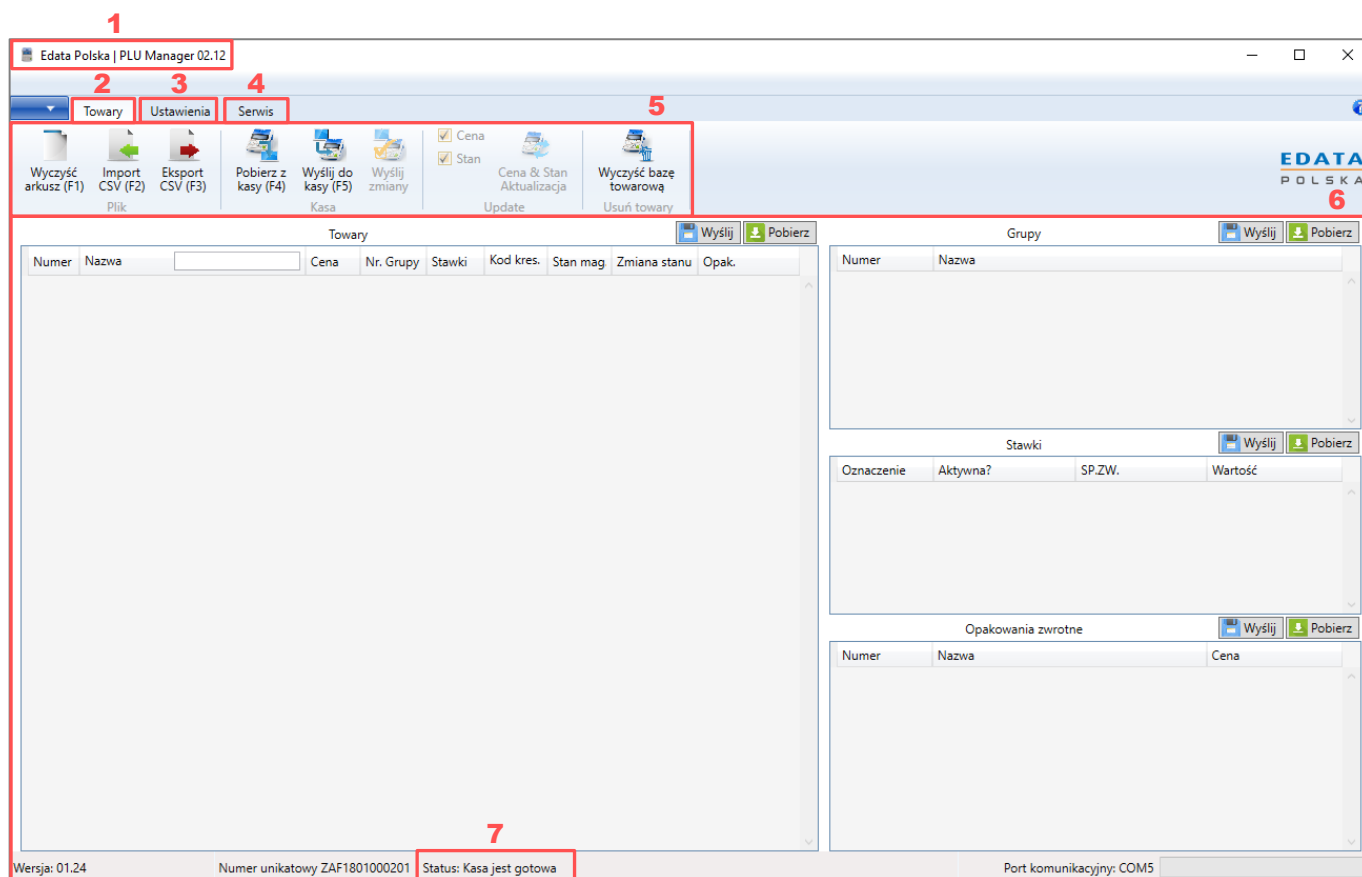 1
Edata Polska | PLU Manager 02.12
2 3 4 5
Towary Ustawienia Serwis
Wyczyść arkusz (F1)
Import CSV (F2)
Eksport CSV (F3)
Plik
Pobierz z kasy (F4)
Wyślij do kasy (F5)
Wyślij zmiany
Kasa
Cena
Stan
Cena & Stan Aktualizacja
Update
Wyczyść bazę towarową
Usuń towary
EDATA
POLSKA
6
Towary Wyślij Pobierz
Numer Nazwa Cena Nr. Grupy Stawki Kod kres. Stan mag. Zmiana stanu Opak.
Grupy Wyślij Pobierz
Numer Nazwa
Stawki Wyślij Pobierz
Oznaczenie Aktywna? SP.ZW. Wartość
Opakowania zwrotne Wyślij Pobierz
Numer Nazwa Cena
7
Wersja: 01.24 Numer unikatowy ZAF1801000201 Status: Kasa jest gotowa Port komunikacyjny: COM5